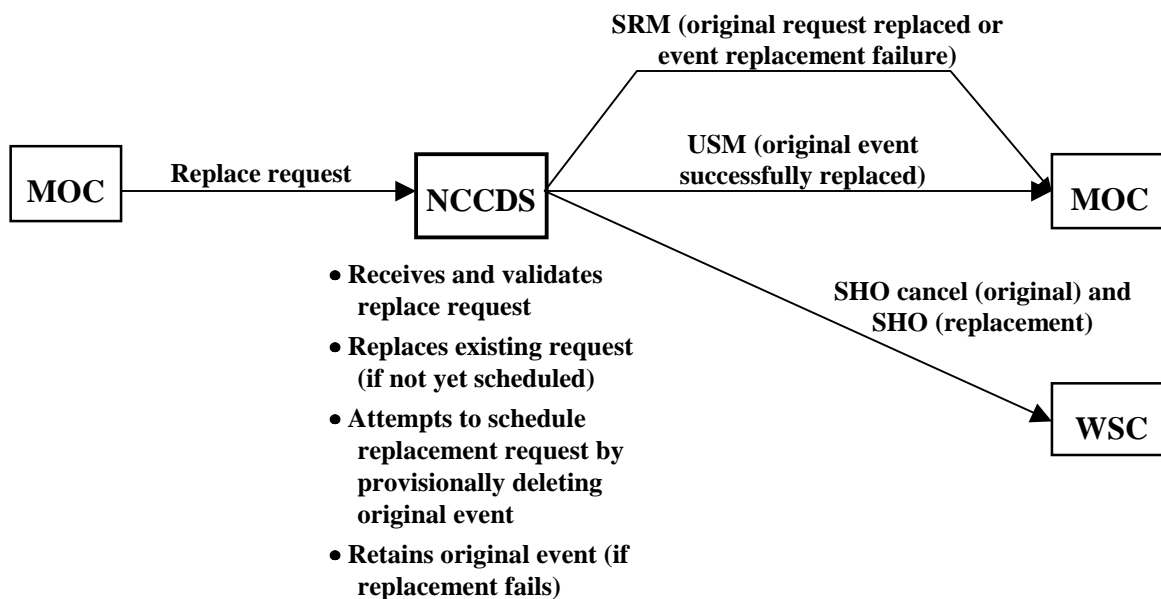 SRM (original request replaced or
event replacement failure)
MOC
Replace request
NCCDS
USM (original event
successfully replaced)
MOC
• Receives and validates
replace request
• Replaces existing request
(if not yet scheduled)
• Attempts to schedule
replacement request by
provisionally deleting
original event
• Retains original event (if
replacement fails)
SHO cancel (original) and
SHO (replacement)
WSC